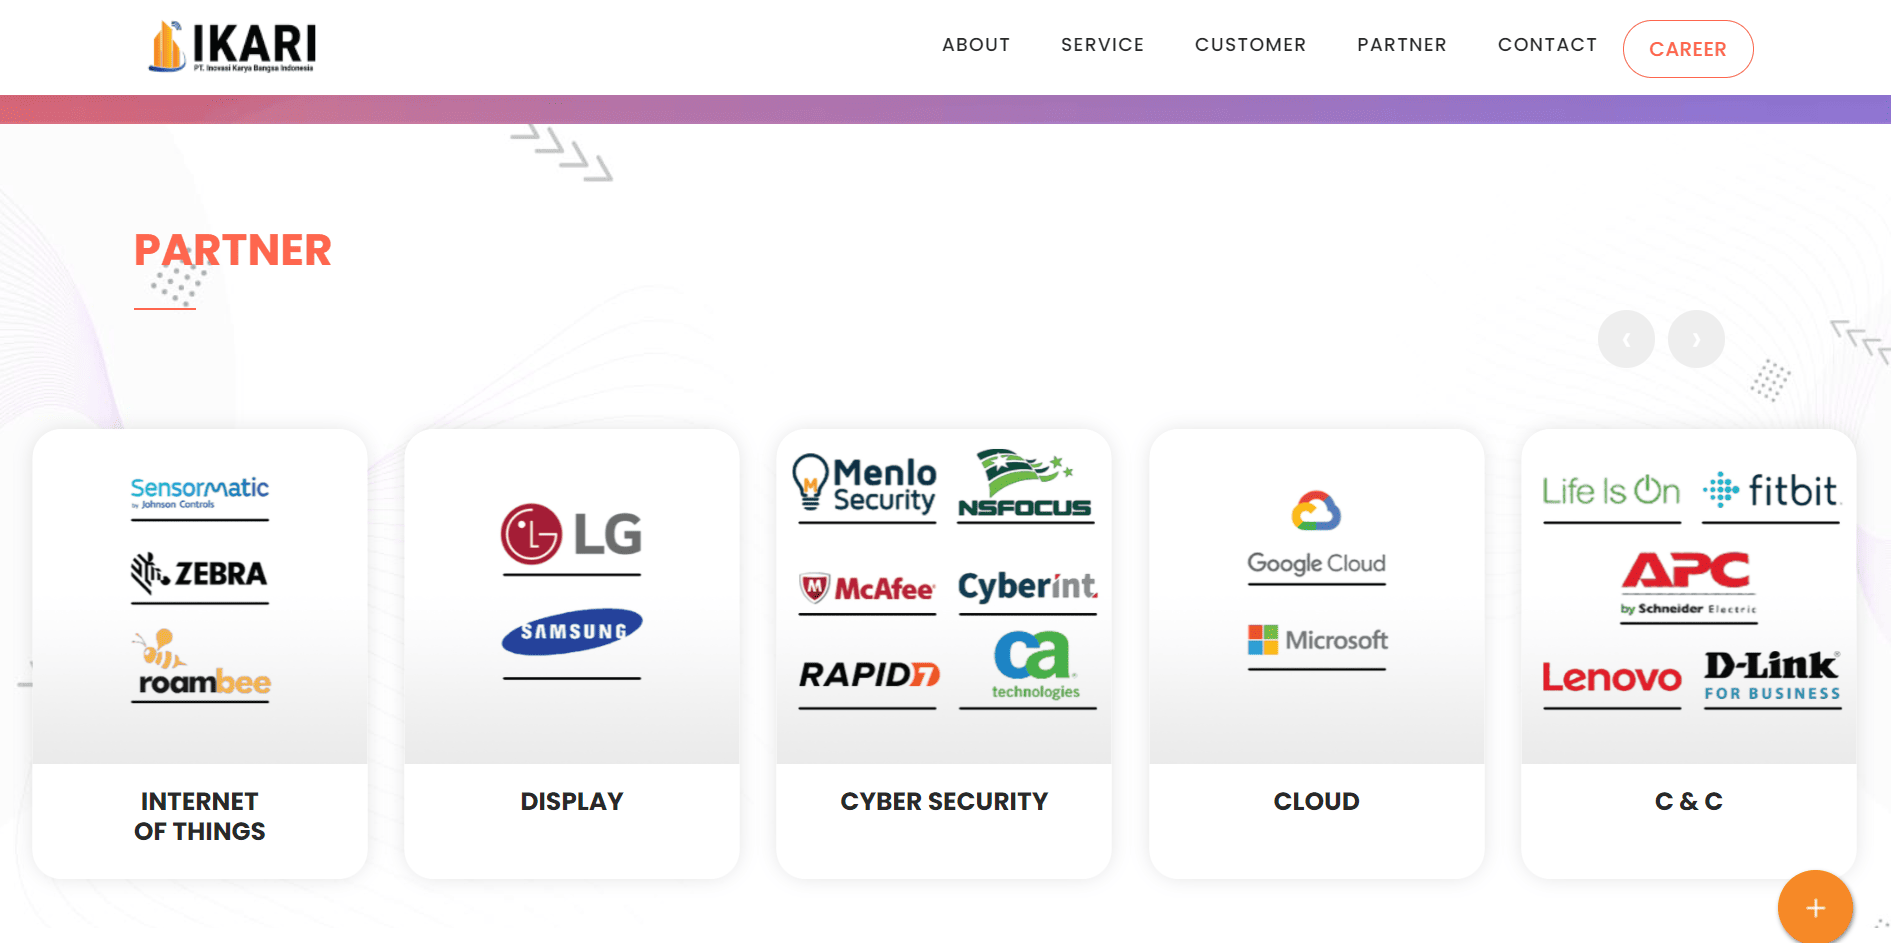 IKARI
PT. Inovasi Karya Bangsa Indonesia
ABOUT
SERVICE
CUSTOMER
PARTNER
CONTACT
CAREER
PARTNER
Sensormatic
by Johnson Controls
ZEBRA
roambee
INTERNET
OF THINGS
LG
SAMSUNG
DISPLAY
Menlo
Security
NSFOCUS
McAfee
Cyberint
RAPID7
ca
technologies
CYBER SECURITY
Google Cloud
Microsoft
CLOUD
Life Is On
fitbit
APC
by Schneider Electric
Lenovo
D-Link
FOR BUSINESS
C & C